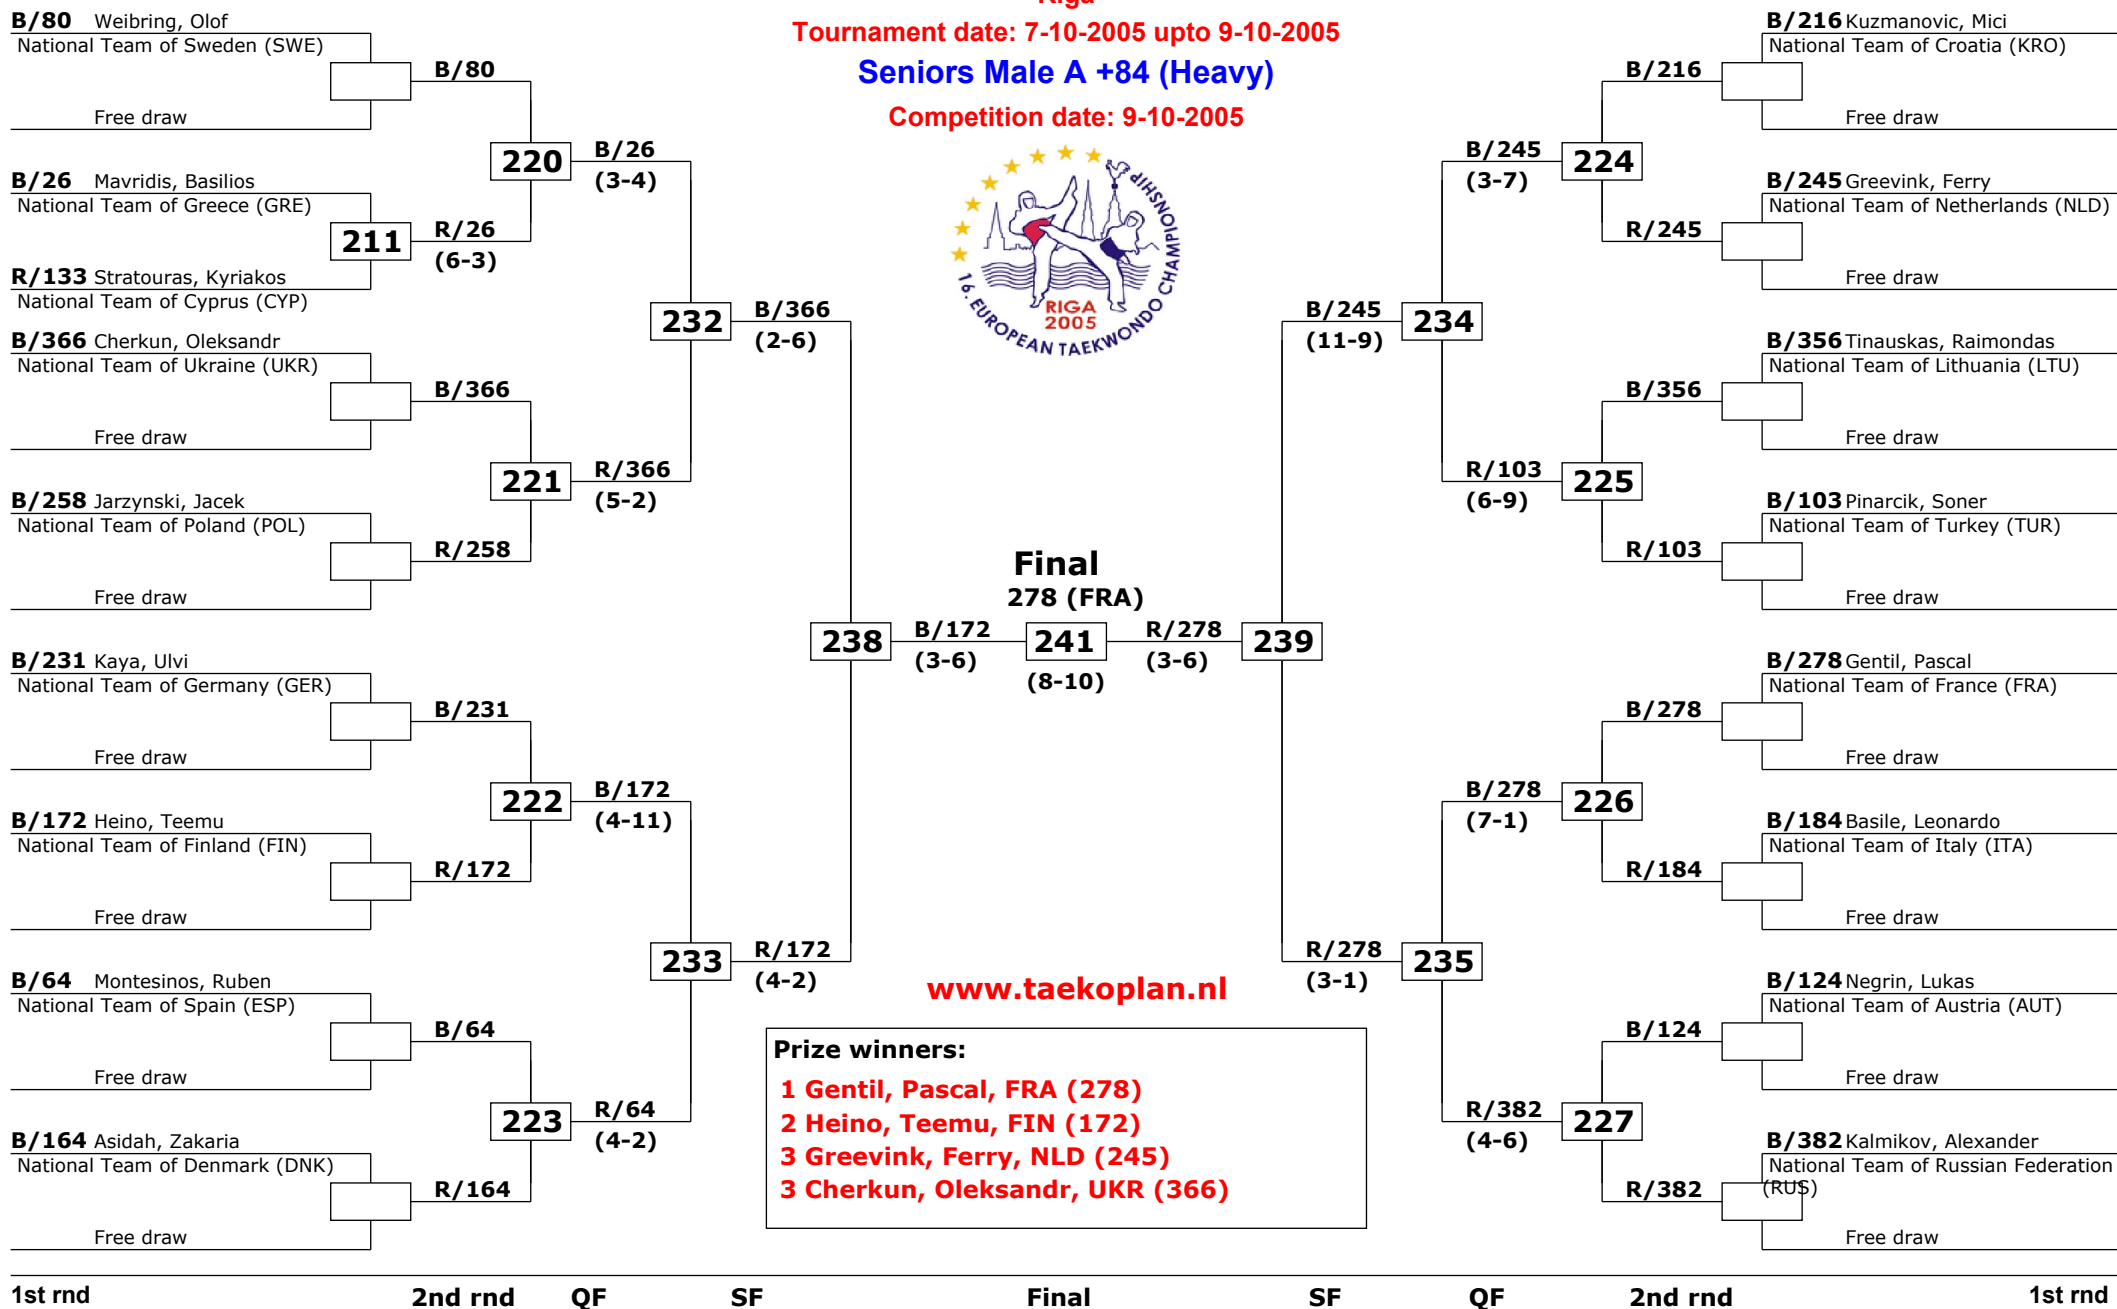 Riga
Tournament date: 7-10-2005 upto 9-10-2005
Seniors Male A +84 (Heavy)
Competition date: 9-10-2005
16. EUROPEAN TAEKWONDO CHAMPIONSHIP
RIGA
2005
B/80 Weibring, Olof
National Team of Sweden (SWE)
Free draw
B/80
B/26 Mavridis, Basilios
National Team of Greece (GRE)
211
R/26
(6-3)
R/133 Stratouras, Kyriakos
National Team of Cyprus (CYP)
220
B/26
(3-4)
B/366 Cherkun, Oleksandr
National Team of Ukraine (UKR)
Free draw
B/366
B/258 Jarzynski, Jacek
National Team of Poland (POL)
Free draw
R/258
221
R/366
(5-2)
232
B/366
(2-6)
B/231 Kaya, Ulvi
National Team of Germany (GER)
Free draw
B/231
B/172 Heino, Teemu
National Team of Finland (FIN)
Free draw
R/172
222
B/172
(4-11)
B/64 Montesinos, Ruben
National Team of Spain (ESP)
Free draw
B/64
B/164 Asidah, Zakaria
National Team of Denmark (DNK)
Free draw
R/164
223
R/64
(4-2)
233
R/172
(4-2)
238
B/172
(3-6)
Final
278 (FRA)
241
(8-10)
R/278
(3-6)
239
B/216 Kuzmanovic, Mici
National Team of Croatia (KRO)
Free draw
B/216
B/245 Greevink, Ferry
National Team of Netherlands (NLD)
Free draw
R/245
224
B/245
(3-7)
B/356 Tinauskas, Raimondas
National Team of Lithuania (LTU)
Free draw
B/356
B/103 Pinarcik, Soner
National Team of Turkey (TUR)
Free draw
R/103
225
R/103
(6-9)
234
B/245
(11-9)
B/278 Gentil, Pascal
National Team of France (FRA)
Free draw
B/278
B/184 Basile, Leonardo
National Team of Italy (ITA)
Free draw
R/184
226
B/278
(7-1)
B/124 Negrin, Lukas
National Team of Austria (AUT)
Free draw
B/124
B/382 Kalmikov, Alexander
National Team of Russian Federation
(RUS)
Free draw
R/382
227
R/382
(4-6)
235
R/278
(3-1)
www.taekoplan.nl
Prize winners:
1 Gentil, Pascal, FRA (278)
2 Heino, Teemu, FIN (172)
3 Greevink, Ferry, NLD (245)
3 Cherkun, Oleksandr, UKR (366)
1st rnd 2nd rnd QF SF Final SF QF 2nd rnd 1st rnd